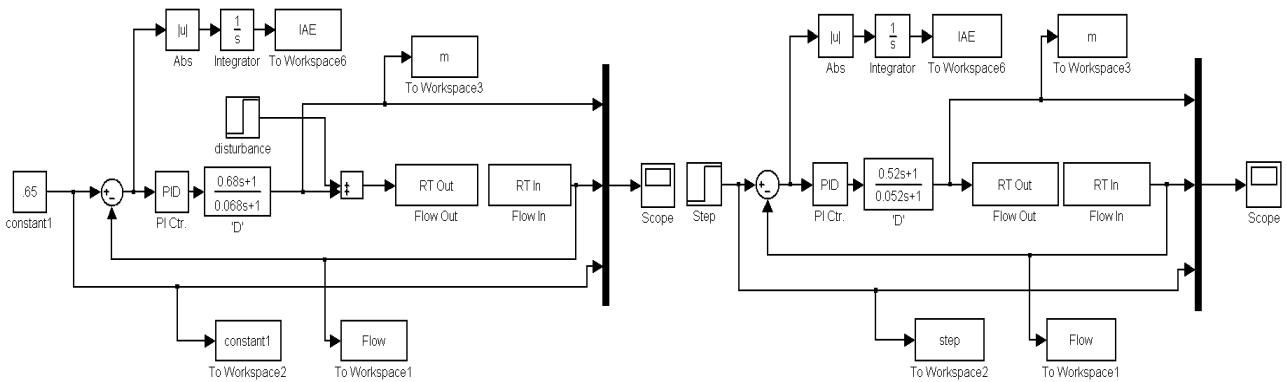 |u|
Abs
1
s
Integrator
IAE
To Workspace6
m
To Workspace3
disturbance
.65
constant1
+
-
PID
PI Ctr.
0.68s+1
0.068s+1
'D'
+
+
RT Out
Flow Out
RT In
Flow In
Scope
constant1
To Workspace2
Flow
To Workspace1
|u|
Abs
1
s
Integrator
IAE
To Workspace6
m
To Workspace3
Step
+
-
PID
PI Ctr.
0.52s+1
0.052s+1
'D'
RT Out
Flow Out
RT In
Flow In
Scope
step
To Workspace2
Flow
To Workspace1